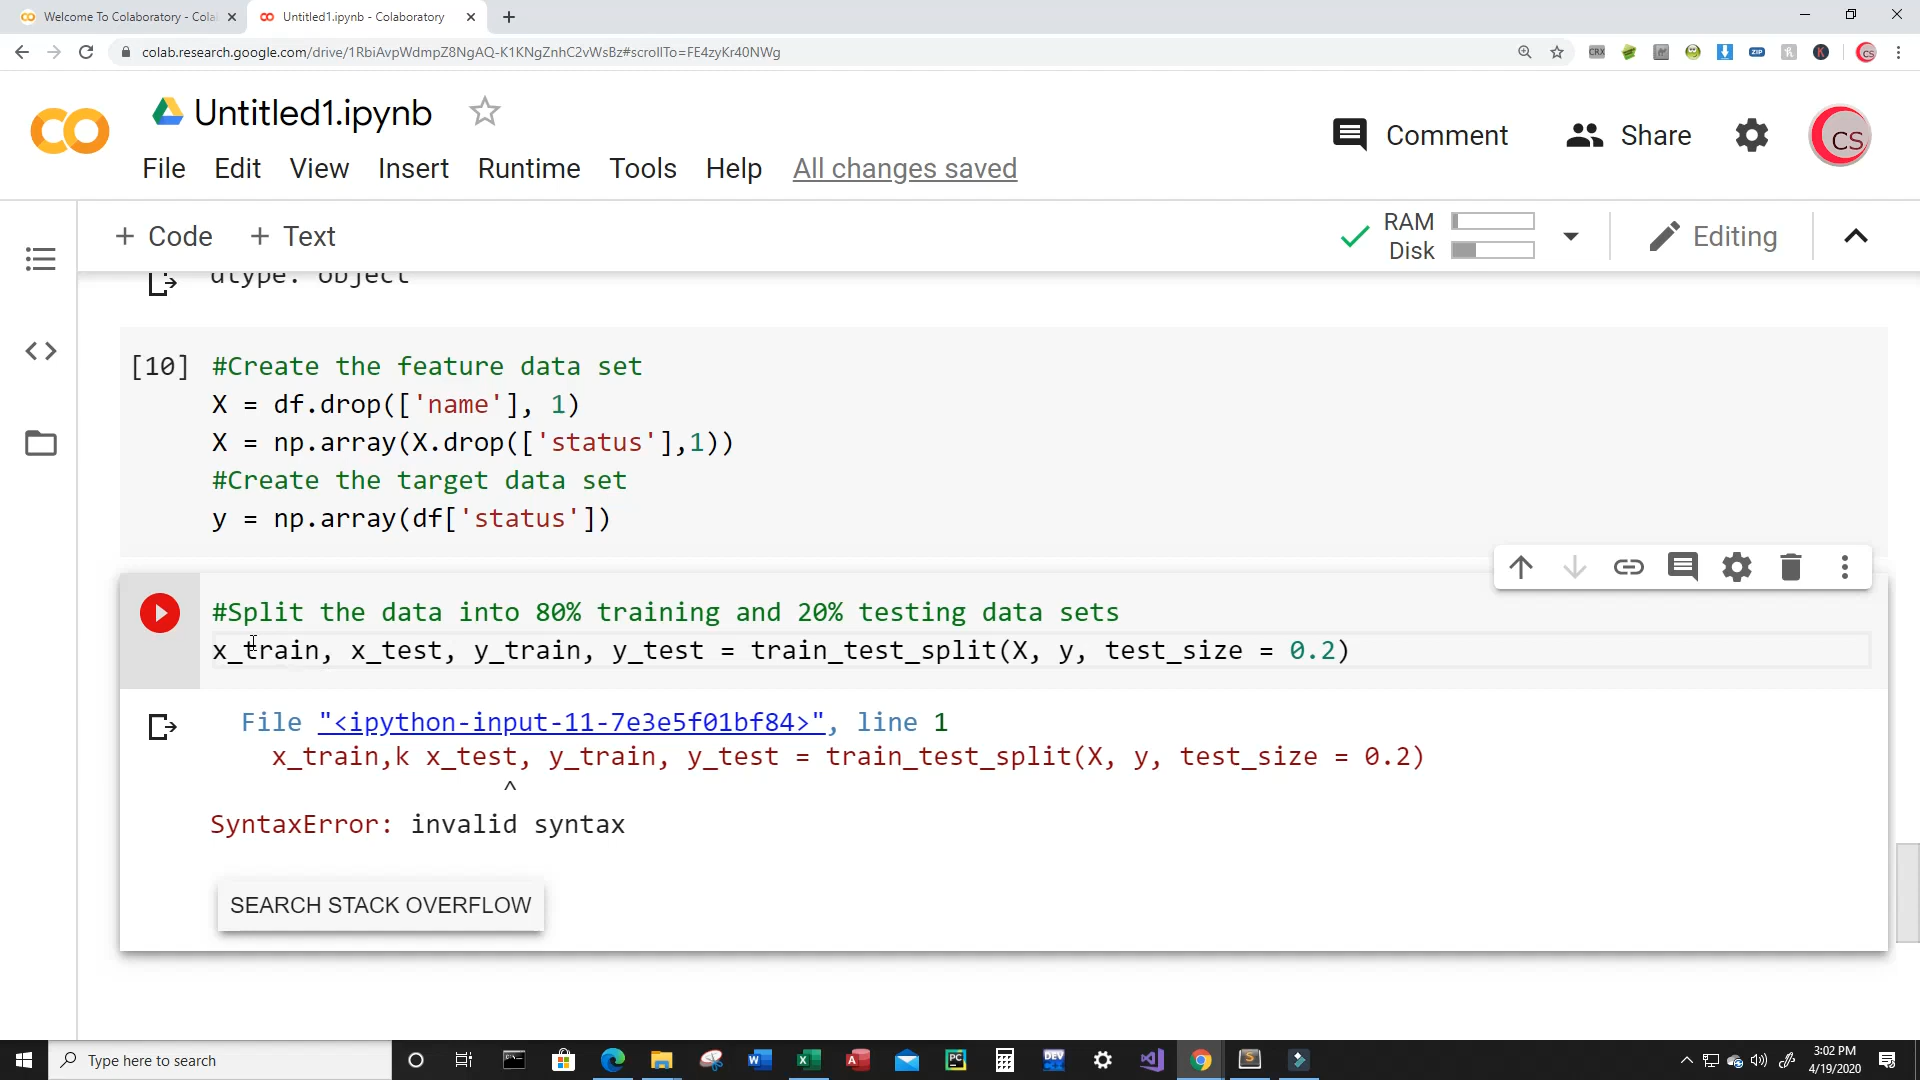 Welcome To Colaboratory - Cola
Untitled1.ipynb - Colaboratory
colab.research.google.com/drive/1RbiAvpWdmpZ8NgAQ-K1KNgZnhC2vWsBz#scrollTo=FE4zyKr40NWg
Untitled1.ipynb
Comment
Share
CS
File Edit View Insert Runtime Tools Help All changes saved
+ Code + Text
RAM
Disk
Editing
dtype: object
[10] #Create the feature data set
X = df.drop(['name'], 1)
X = np.array(X.drop(['status'],1))
#Create the target data set
y = np.array(df['status'])
#Split the data into 80% training and 20% testing data sets
x_train, x_test, y_train, y_test = train_test_split(X, y, test_size = 0.2)
File "<ipython-input-11-7e3e5f01bf84>", line 1
x_train,k x_test, y_train, y_test = train_test_split(X, y, test_size = 0.2)
^
SyntaxError: invalid syntax
SEARCH STACK OVERFLOW
Type here to search
3:02 PM
4/19/2020